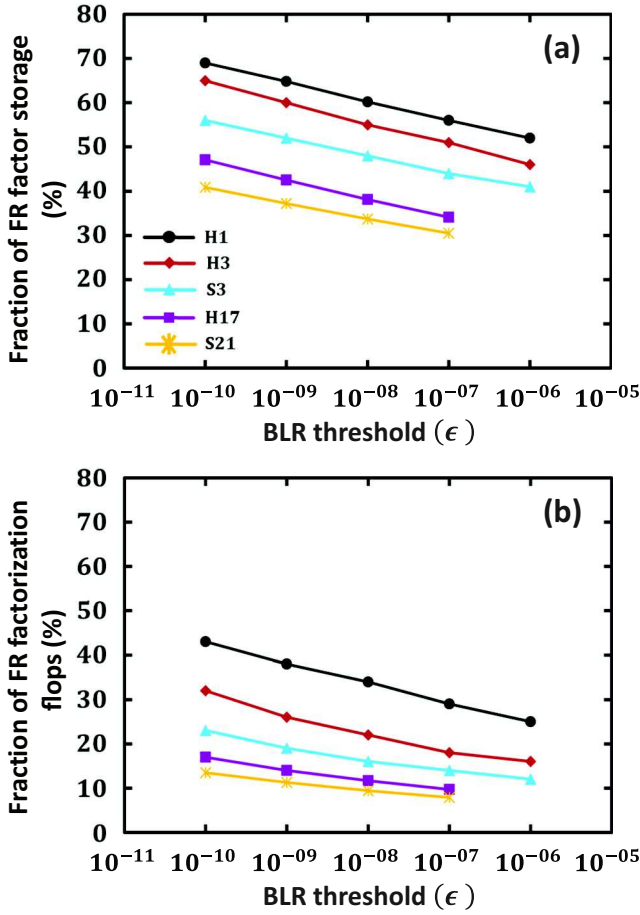 (a)
Fraction of FR factor storage
(%)
80
70
60
50
40
30
20
10
0
H1
H3
S3
H17
S21
10⁻¹¹ 10⁻¹⁰ 10⁻⁰⁹ 10⁻⁰⁸ 10⁻⁰⁷ 10⁻⁰⁶ 10⁻⁰⁵
BLR threshold (ϵ)
(b)
Fraction of FR factorization
flops (%)
80
70
60
50
40
30
20
10
0
10⁻¹¹ 10⁻¹⁰ 10⁻⁰⁹ 10⁻⁰⁸ 10⁻⁰⁷ 10⁻⁰⁶ 10⁻⁰⁵
BLR threshold (ϵ)